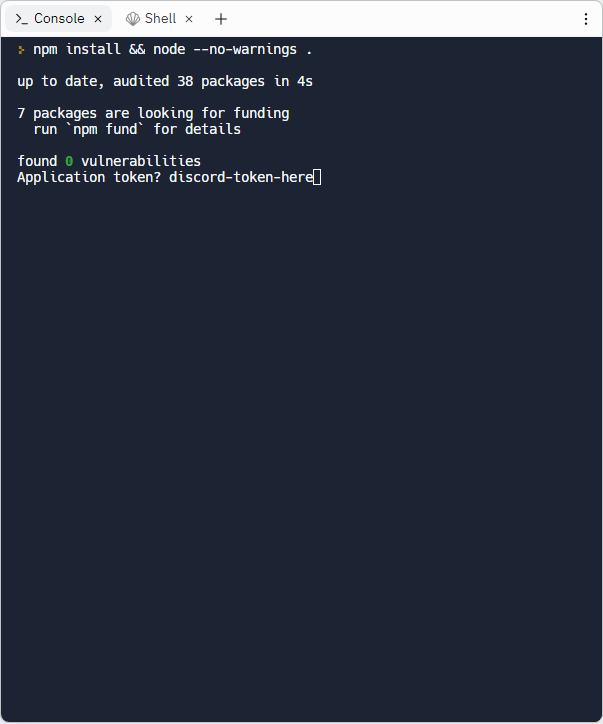 Console × Shell × +
npm install && node --no-warnings .
up to date, audited 38 packages in 4s
7 packages are looking for funding
run `npm fund` for details
found 0 vulnerabilities
Application token? discord-token-here